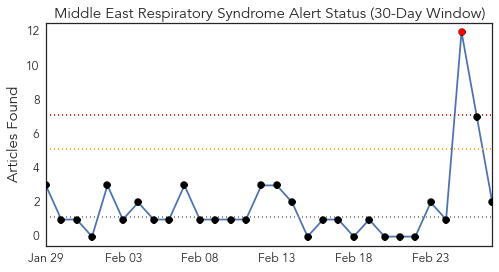 Middle East Respiratory Syndrome Alert Status (30-Day Window)
Articles Found
12
10
8
6
4
2
0
Jan 29 Feb 03 Feb 08 Feb 13 Feb 18 Feb 23